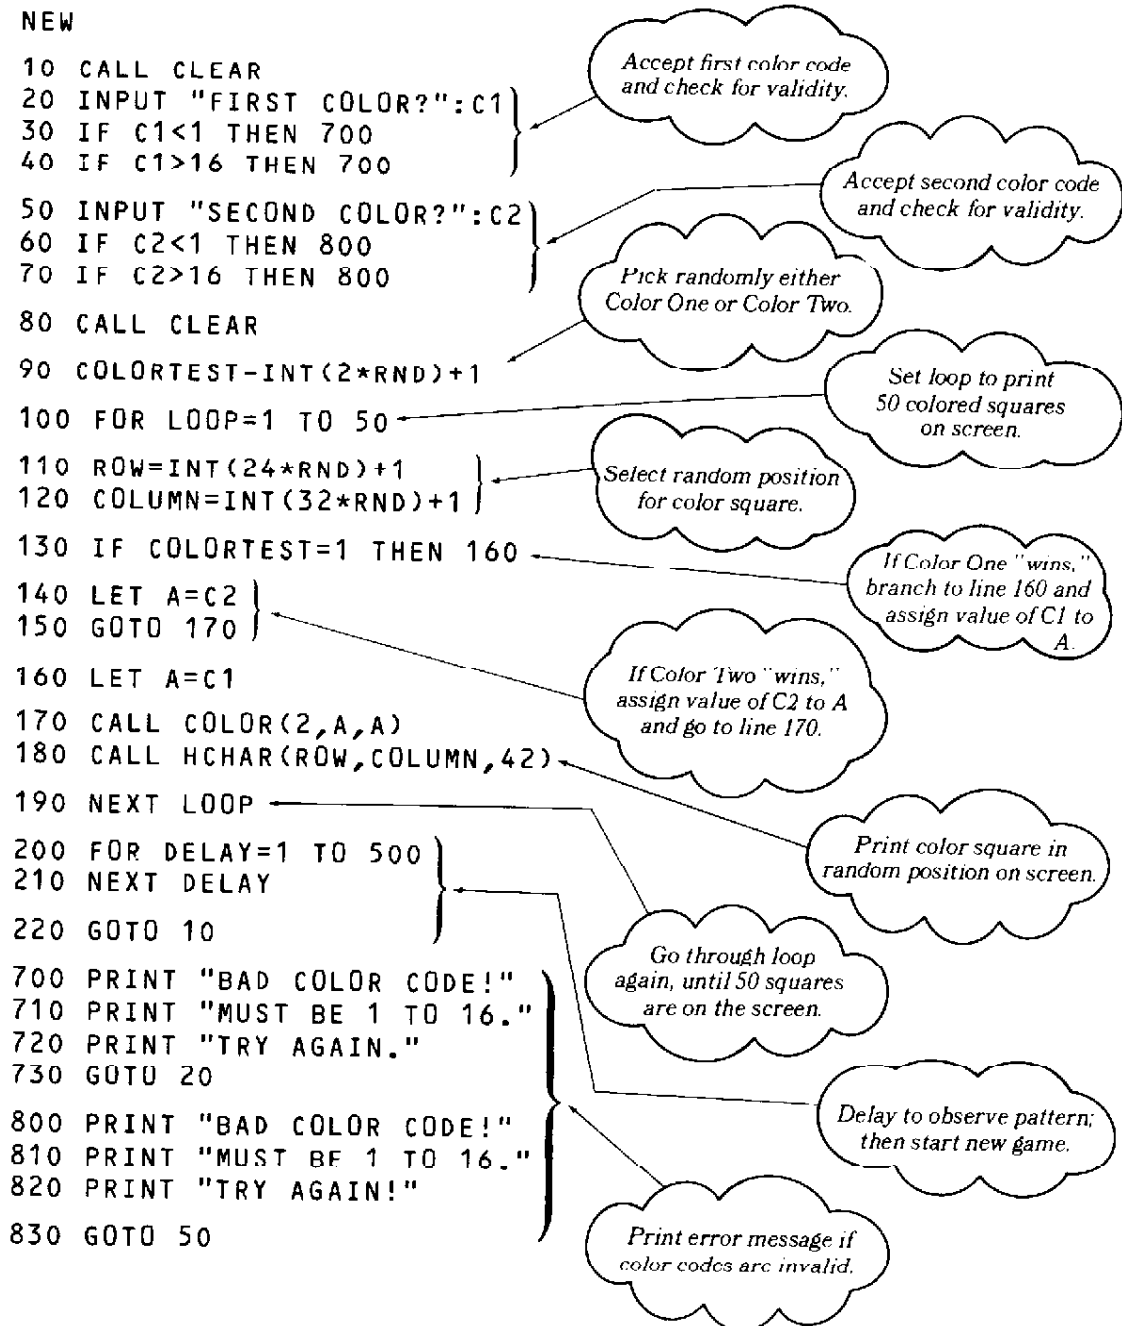 NEW
10 CALL CLEAR
20 INPUT "FIRST COLOR?":C1
30 IF C1<1 THEN 700
40 IF C1>16 THEN 700
Accept first color code
and check for validity.
50 INPUT "SECOND COLOR?":C2
60 IF C2<1 THEN 800
70 IF C2>16 THEN 800
Accept second color code
and check for validity.
80 CALL CLEAR
90 COLORTEST-INT(2*RND)+1
Pick randomly either
Color One or Color Two.
100 FOR LOOP=1 TO 50
Set loop to print
50 colored squares
on screen.
110 ROW=INT(24*RND)+1
120 COLUMN=INT(32*RND)+1
Select random position
for color square.
130 IF COLORTEST=1 THEN 160
If Color One "wins,"
branch to line 160 and
assign value of C1 to
A.
140 LET A=C2
150 GOTO 170
If Color Two "wins,"
assign value of C2 to A
and go to line 170.
160 LET A=C1
170 CALL COLOR(2,A,A)
180 CALL HCHAR(ROW,COLUMN,42)
Print color square in
random position on screen.
190 NEXT LOOP
Go through loop
again, until 50 squares
are on the screen.
200 FOR DELAY=1 TO 500
210 NEXT DELAY
220 GOTO 10
Delay to observe pattern;
then start new game.
700 PRINT "BAD COLOR CODE!"
710 PRINT "MUST BE 1 TO 16."
720 PRINT "TRY AGAIN."
730 GOTO 20
800 PRINT "BAD COLOR CODE!"
810 PRINT "MUST BE 1 TO 16."
820 PRINT "TRY AGAIN!"
830 GOTO 50
Print error message if
color codes are invalid.